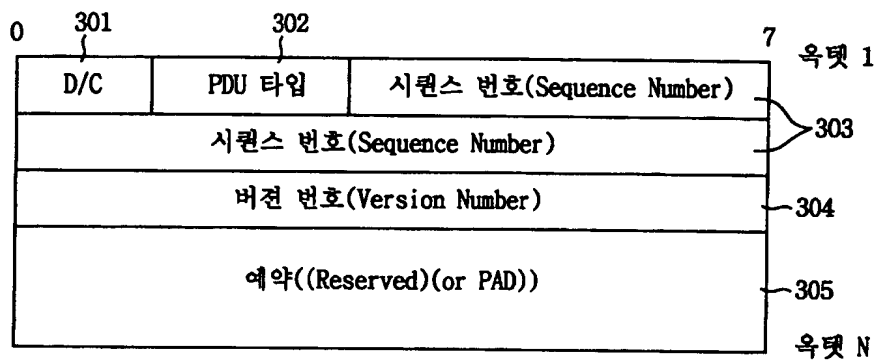 301 302
0 7 옥텟 1
D/C PDU 타입 시퀀스 번호(Sequence Number)
303
시퀀스 번호(Sequence Number)
버젼 번호(Version Number) 304
예약((Reserved)(or PAD)) 305
옥탯 N